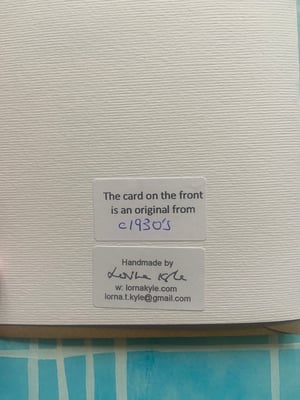 The card on the front
is an original from
c1930's
Handmade by
Lorna Kyle
w: lornakyle.com
lorna.t.kyle@gmail.com